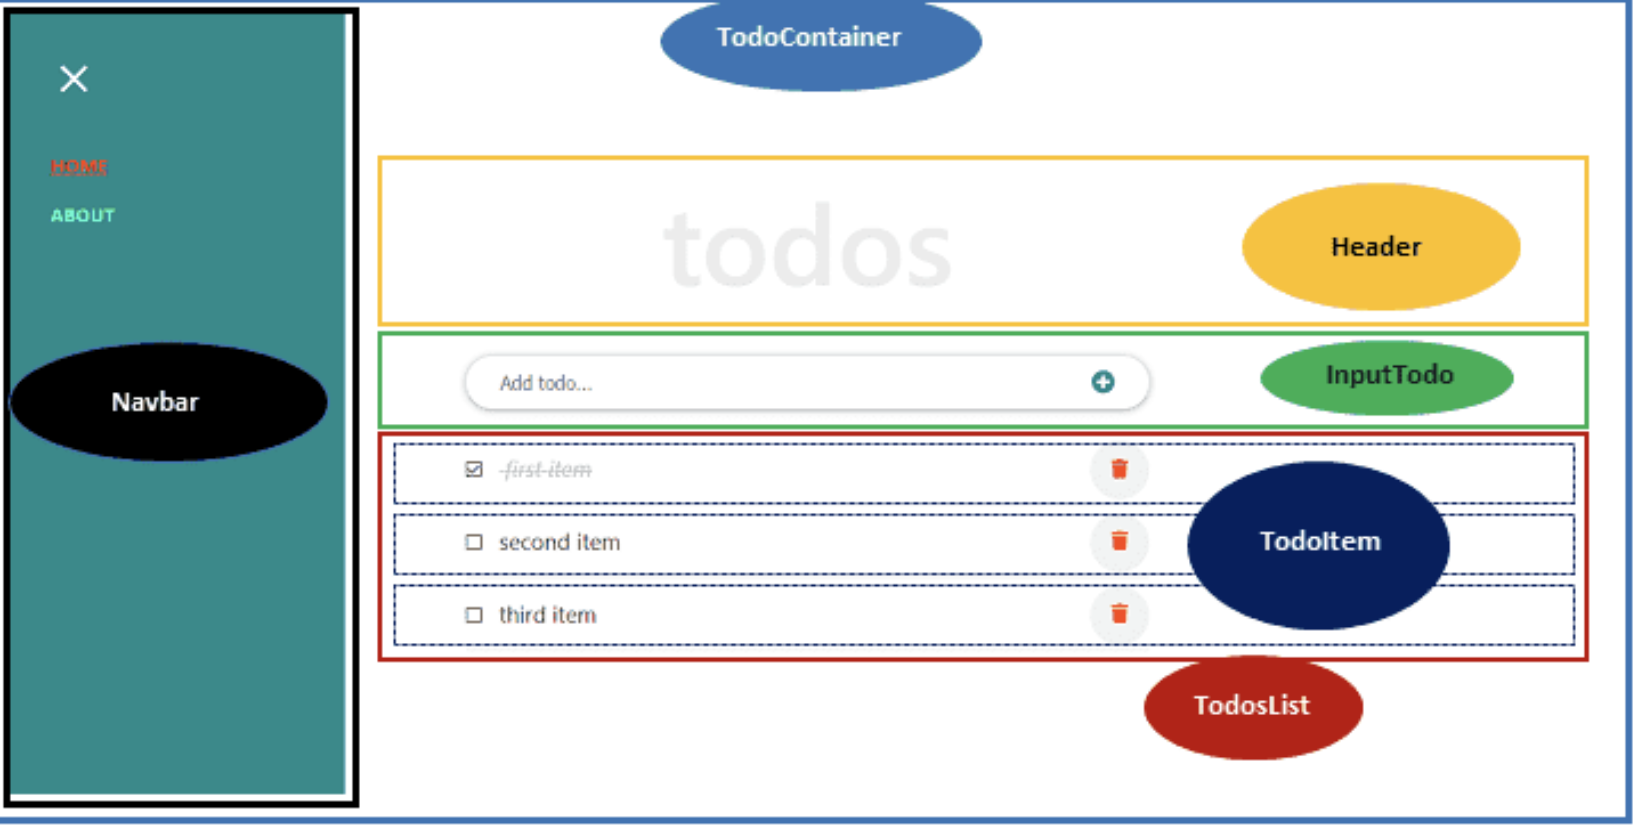 TodoContainer
HOME
ABOUT
Navbar
todos
Header
Add todo...
InputTodo
first item
second item
third item
TodoItem
TodosList